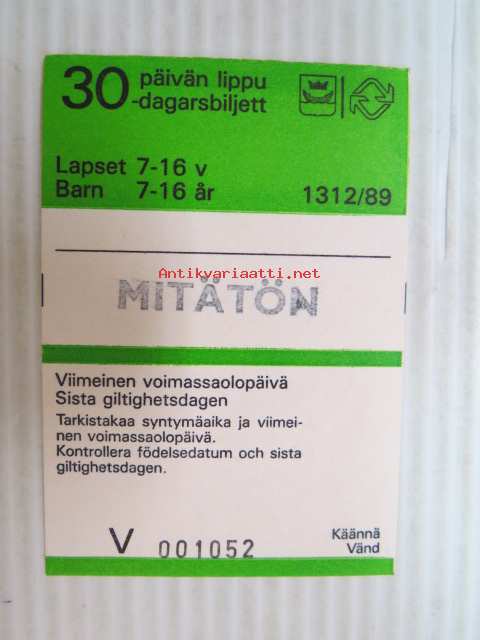 30 päivän lippu
-dagarsbiljett
Lapset 7-16 v
Barn 7-16 år 1312/89
Antikvariaatti.net
MITÄTÖN
Viimeinen voimassaolopäivä
Sista giltighetsdagen
Tarkistakaa syntymäaika ja viimei-
nen voimassaolopäivä.
Kontrollera födelsedatum och sista
giltighetsdagen.
V 001052
Käännä
Vänd